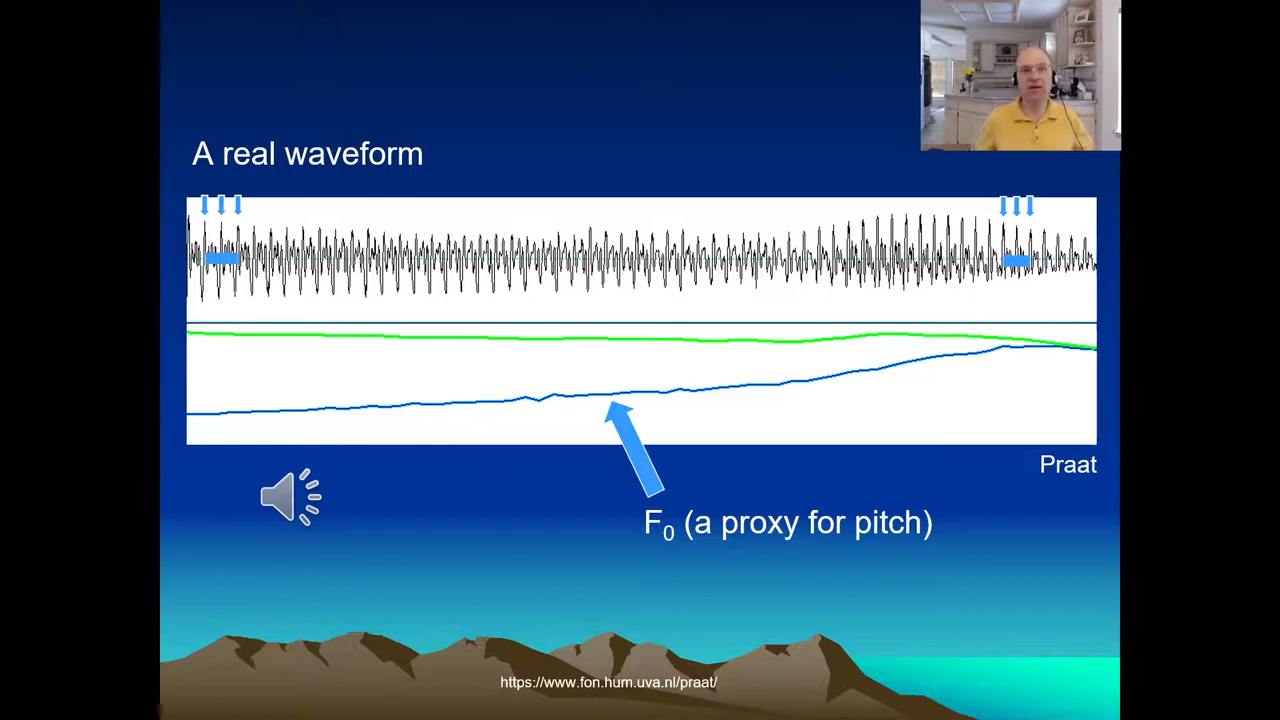 A real waveform
Praat
F₀ (a proxy for pitch)
https://www.fon.hum.uva.nl/praat/